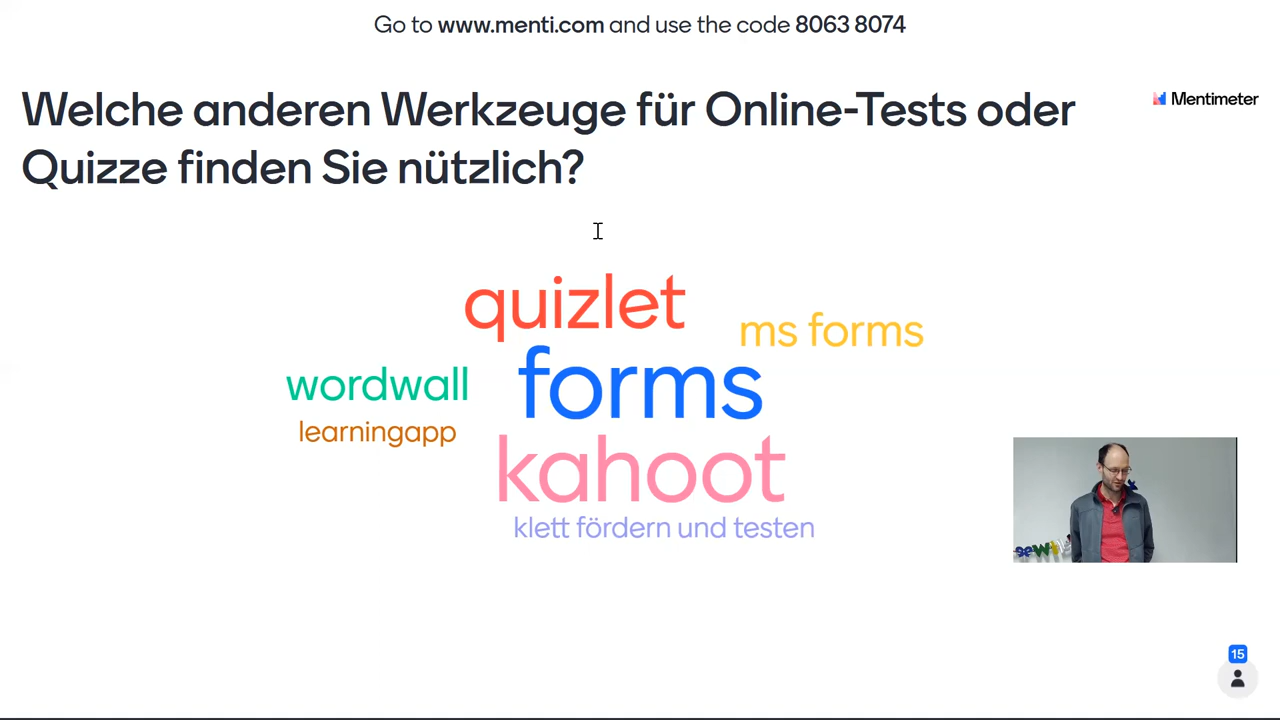 Go to www.menti.com and use the code 8063 8074
Welche anderen Werkzeuge für Online-Tests oder
Quizze finden Sie nützlich?
Mentimeter
quizlet
ms forms
wordwall
forms
learningapp
kahoot
klett fördern und testen
15